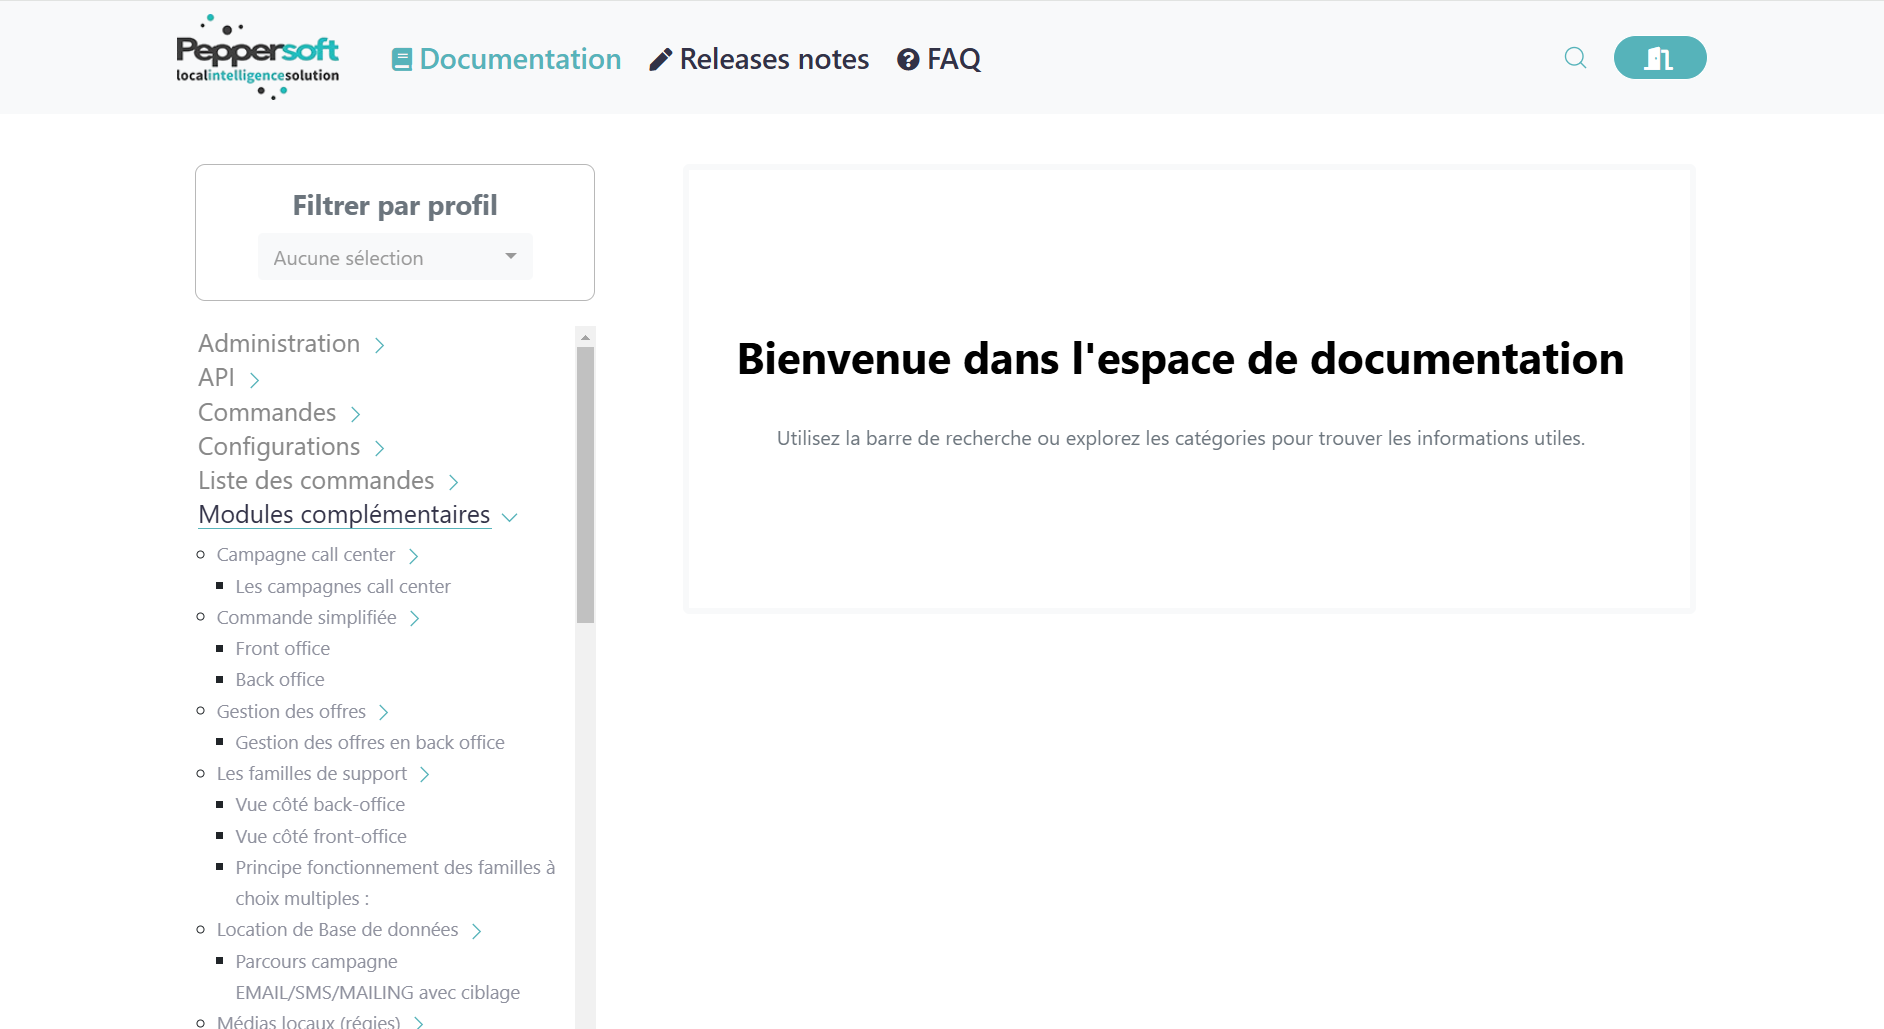 Peppersoft
localintelligencesolution
Documentation
Releases notes
FAQ
Filtrer par profil
Aucune sélection
Administration
API
Commandes
Configurations
Liste des commandes
Modules complémentaires
Campagne call center
Les campagnes call center
Commande simplifiée
Front office
Back office
Gestion des offres
Gestion des offres en back office
Les familles de support
Vue côté back-office
Vue côté front-office
Principe fonctionnement des familles à
choix multiples :
Location de Base de données
Parcours campagne
EMAIL/SMS/MAILING avec ciblage
Médias locaux (régies)
Bienvenue dans l'espace de documentation
Utilisez la barre de recherche ou explorez les catégories pour trouver les informations utiles.